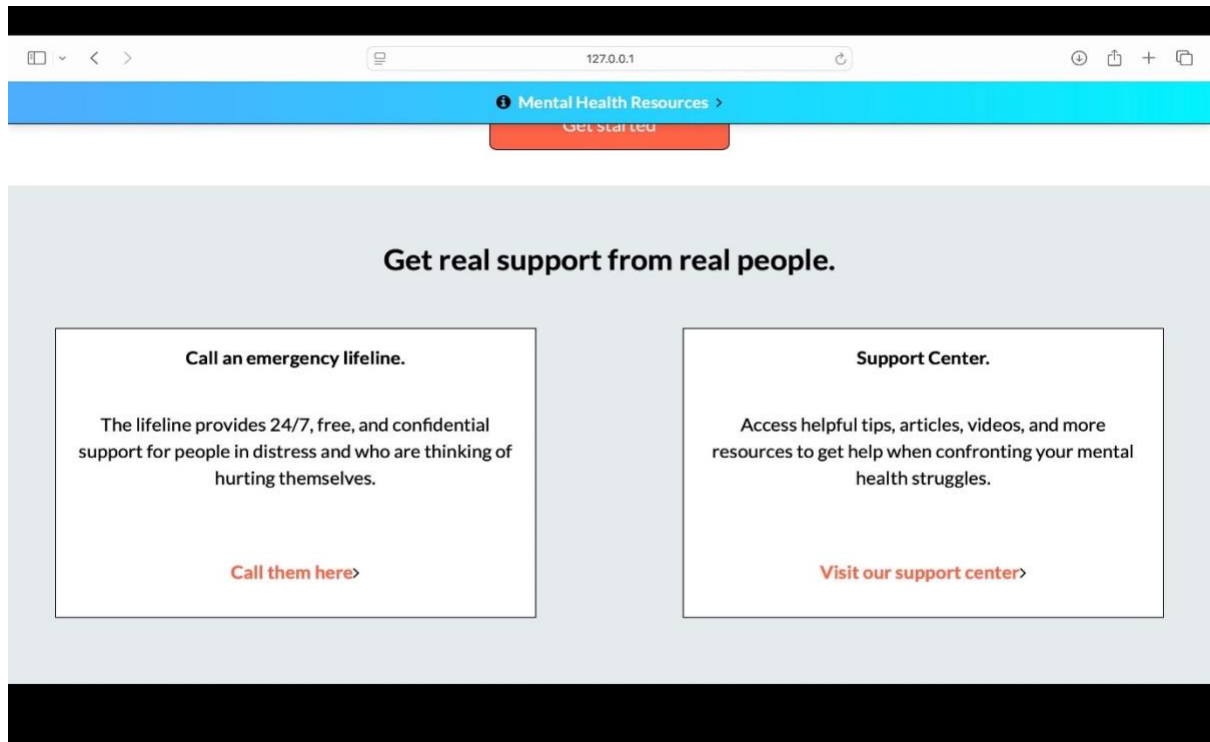 127.0.0.1
Mental Health Resources >
Get started
Get real support from real people.
Call an emergency lifeline.
The lifeline provides 24/7, free, and confidential
support for people in distress and who are thinking of
hurting themselves.
Call them here>
Support Center.
Access helpful tips, articles, videos, and more
resources to get help when confronting your mental
health struggles.
Visit our support center>